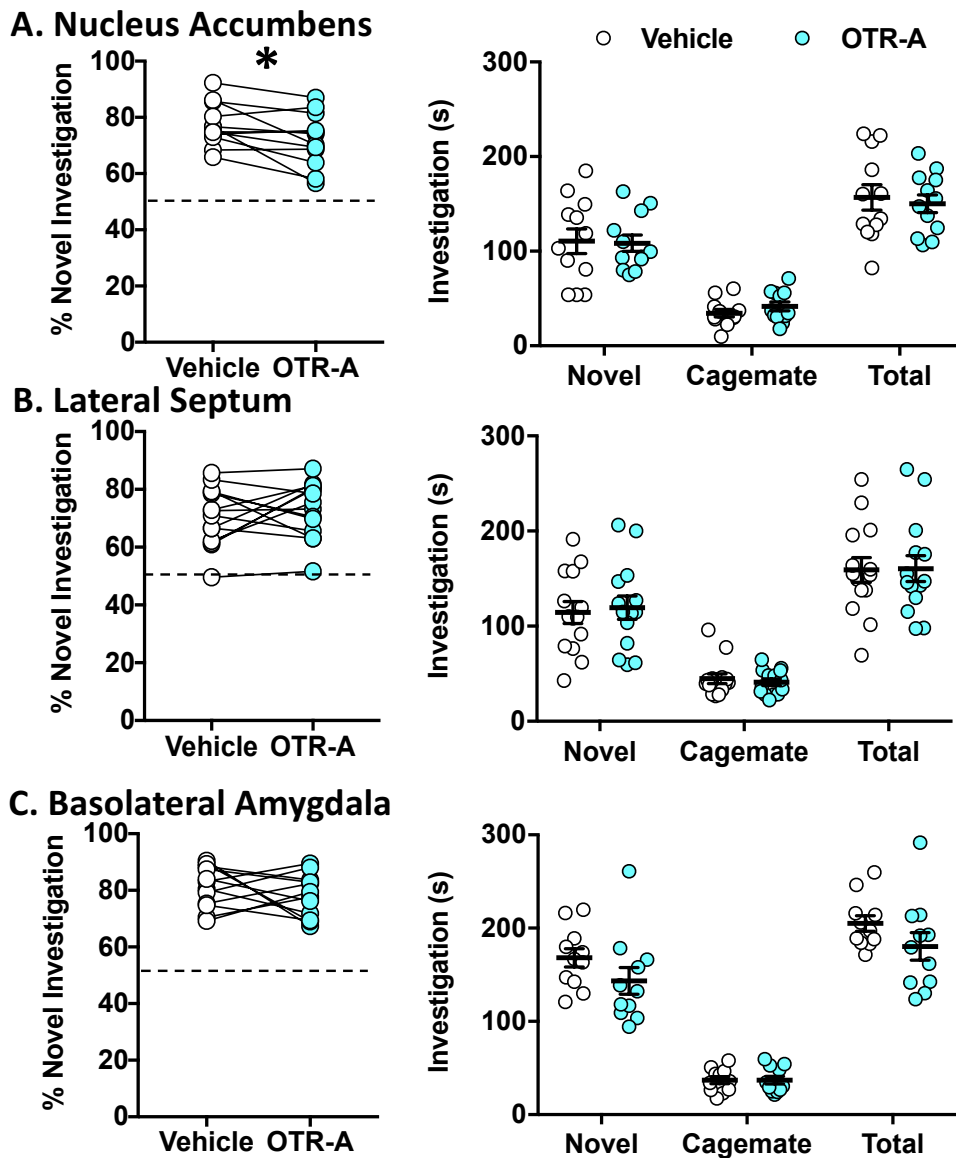 A. Nucleus Accumbens
% Novel Investigation
100
80
60
40
20
0
*
Vehicle OTR-A
Vehicle OTR-A
Investigation (s)
300
200
100
0
Novel Cagemate Total
B. Lateral Septum
% Novel Investigation
100
80
60
40
20
0
Vehicle OTR-A
Investigation (s)
300
200
100
0
Novel Cagemate Total
C. Basolateral Amygdala
% Novel Investigation
100
80
60
40
20
0
Vehicle OTR-A
Investigation (s)
300
200
100
0
Novel Cagemate Total